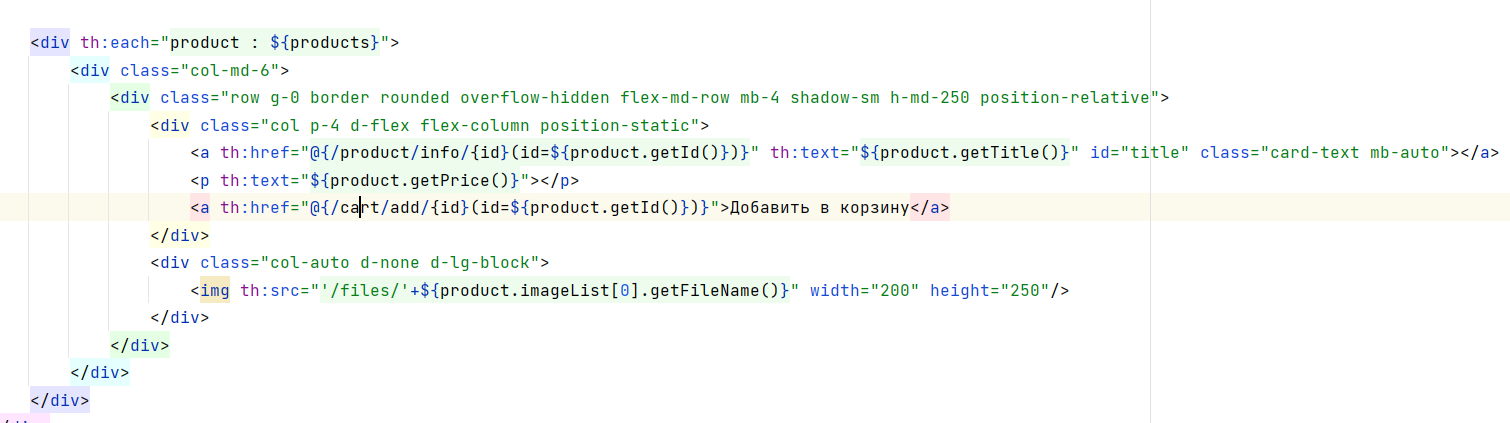 <div th:each="product : ${products}">
<div class="col-md-6">
<div class="row g-0 border rounded overflow-hidden flex-md-row mb-4 shadow-sm h-md-250 position-relative">
<div class="col p-4 d-flex flex-column position-static">
<a th:href="@{/product/info/{id}(id=${product.getId()})}" th:text="${product.getTitle()}" id="title" class="card-text mb-auto"></a>
<p th:text="${product.getPrice()}"></p>
<a th:href="@{/cart/add/{id}(id=${product.getId()})}">Добавить в корзину</a>
</div>
<div class="col-auto d-none d-lg-block">
<img th:src="'/files/'+${product.imageList[0].getFileName()}" width="200" height="250"/>
</div>
</div>
</div>
</div>